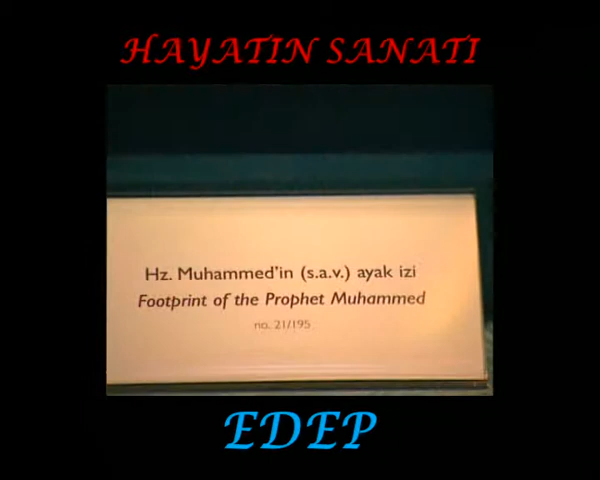 HAYATIN SANATI
Hz. Muhammed'in (s.a.v.) ayak izi
Footprint of the Prophet Muhammed
no. 21/195
EDEP